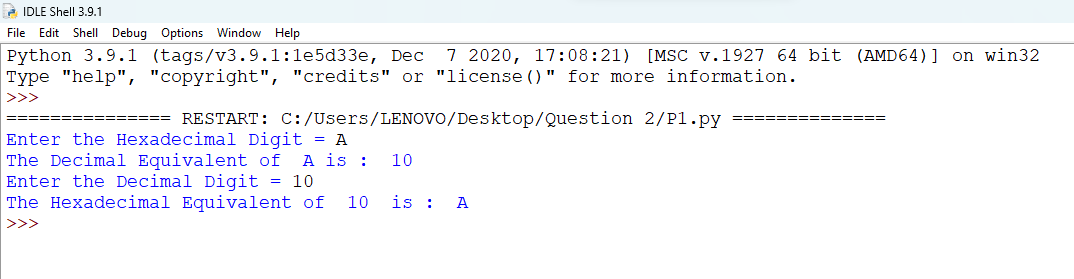 IDLE Shell 3.9.1
File Edit Shell Debug Options Window Help
Python 3.9.1 (tags/v3.9.1:1e5d33e, Dec  7 2020, 17:08:21) [MSC v.1927 64 bit (AMD64)] on win32
Type "help", "copyright", "credits" or "license()" for more information.
>>>
=============== RESTART: C:/Users/LENOVO/Desktop/Question 2/P1.py ==============
Enter the Hexadecimal Digit = A
The Decimal Equivalent of  A is :  10
Enter the Decimal Digit = 10
The Hexadecimal Equivalent of  10  is :  A
>>>